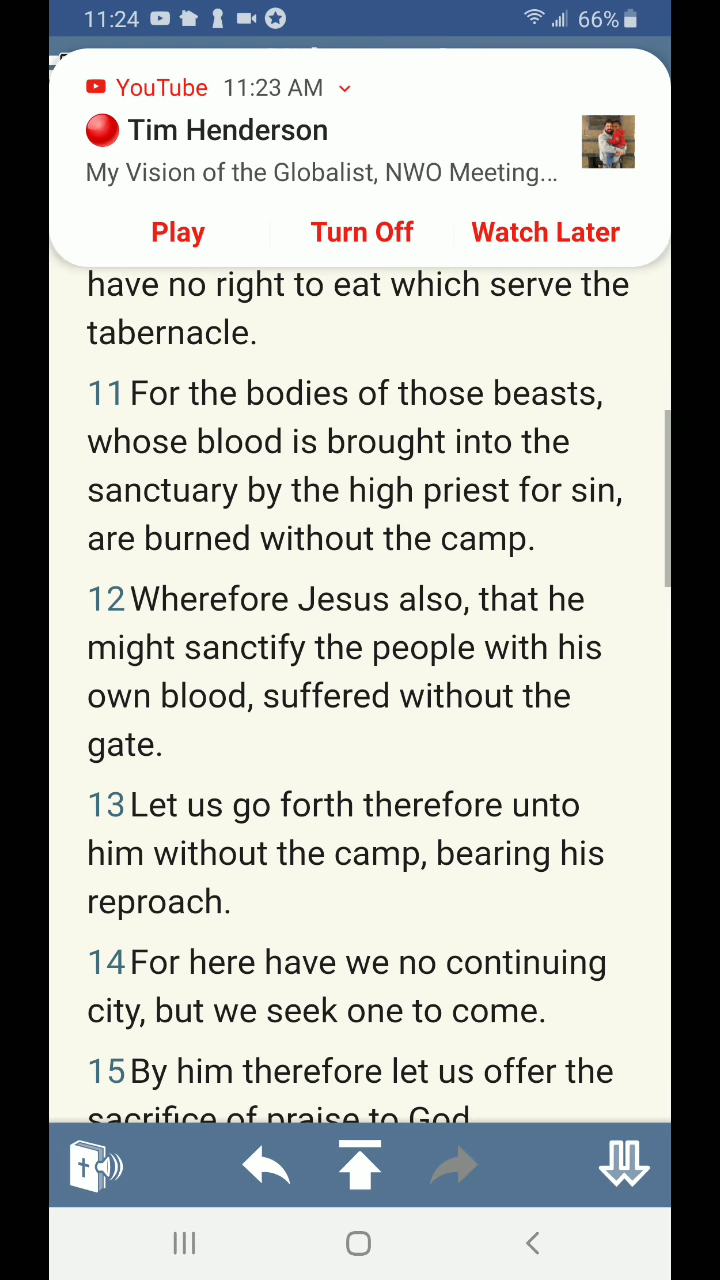 11:24
66%
YouTube 11:23 AM
Tim Henderson
My Vision of the Globalist, NWO Meeting...
Play Turn Off Watch Later
have no right to eat which serve the
tabernacle.
11 For the bodies of those beasts,
whose blood is brought into the
sanctuary by the high priest for sin,
are burned without the camp.
12 Wherefore Jesus also, that he
might sanctify the people with his
own blood, suffered without the
gate.
13 Let us go forth therefore unto
him without the camp, bearing his
reproach.
14 For here have we no continuing
city, but we seek one to come.
15 By him therefore let us offer the
sacrifice of praise to God